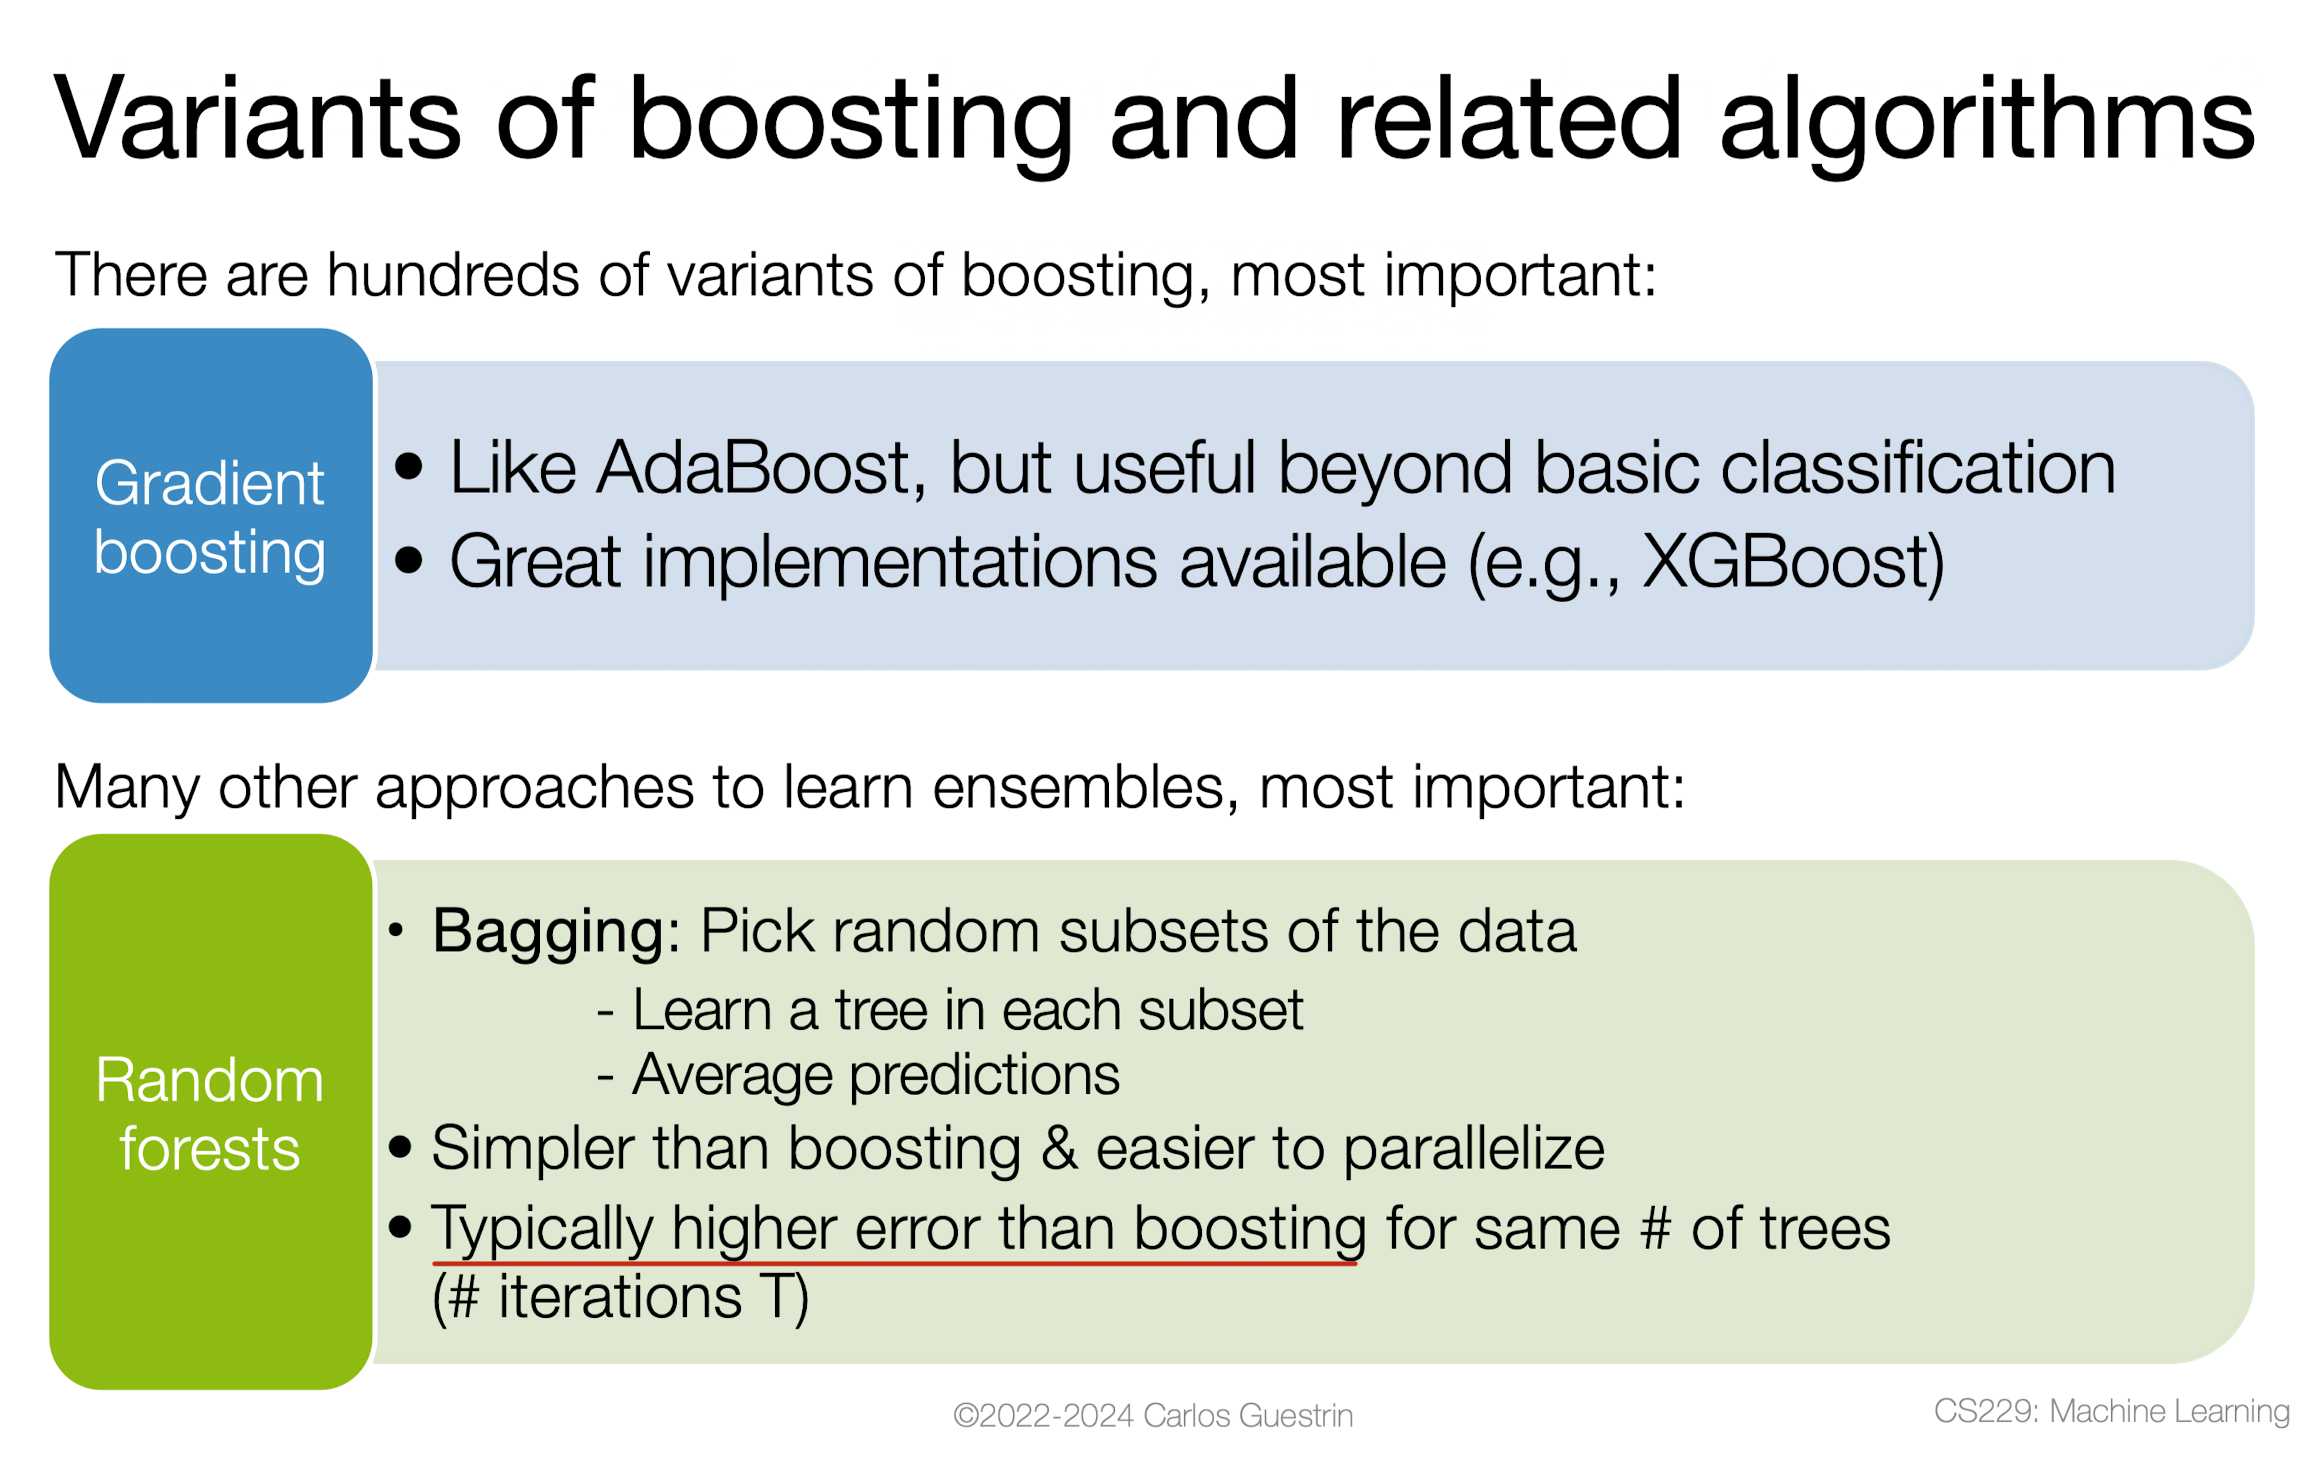 Variants of boosting and related algorithms
There are hundreds of variants of boosting, most important:
Gradient
boosting
• Like AdaBoost, but useful beyond basic classification
• Great implementations available (e.g., XGBoost)
Many other approaches to learn ensembles, most important:
Random
forests
• Bagging: Pick random subsets of the data
- Learn a tree in each subset
- Average predictions
• Simpler than boosting & easier to parallelize
• Typically higher error than boosting for same # of trees
(# iterations T)
©2022-2024 Carlos Guestrin
CS229: Machine Learning